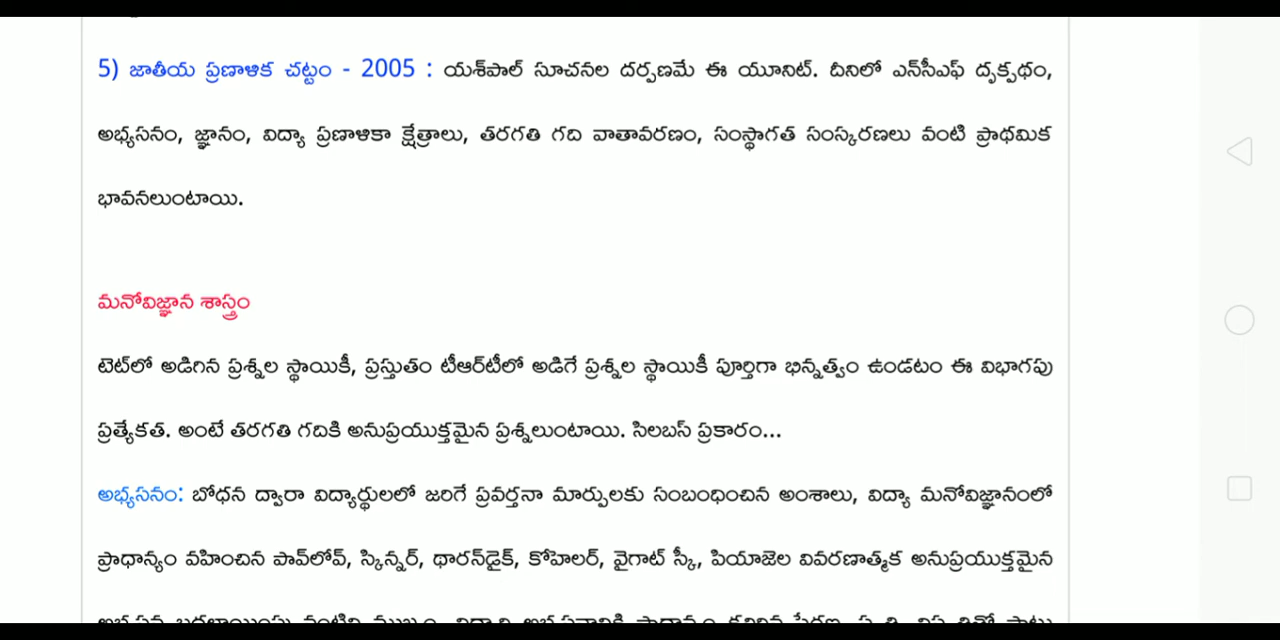 5) జాతీయ ప్రణాళిక చట్టం - 2005 : యశ్‌పాల్ సూచనల దర్పణమే ఈ యూనిట్. దీనిలో ఎన్‌సీఎఫ్ దృక్పథం,
అభ్యసనం, జ్ఞానం, విద్యా ప్రణాళికా క్షేత్రాలు, తరగతి గది వాతావరణం, సంస్థాగత సంస్కరణలు వంటి ప్రాథమిక
భావనలుంటాయి.
మనోవిజ్ఞాన శాస్త్రం
టెట్‌లో అడిగిన ప్రశ్నల స్థాయికీ, ప్రస్తుతం టీఆర్‌టీలో అడిగే ప్రశ్నల స్థాయికీ పూర్తిగా భిన్నత్వం ఉండటం ఈ విభాగపు
ప్రత్యేకత. అంటే తరగతి గదికి అనుప్రయుక్తమైన ప్రశ్నలుంటాయి. సిలబస్ ప్రకారం...
అభ్యసనం: బోధన ద్వారా విద్యార్థులలో జరిగే ప్రవర్తనా మార్పులకు సంబంధించిన అంశాలు, విద్యా మనోవిజ్ఞానంలో
ప్రాధాన్యం వహించిన పావ్‌లోవ్, స్కిన్నర్, థారన్‌డైక్, కోహెలర్, వైగాట్ స్కీ, పియాజెల వివరణాత్మక అనుప్రయుక్తమైన